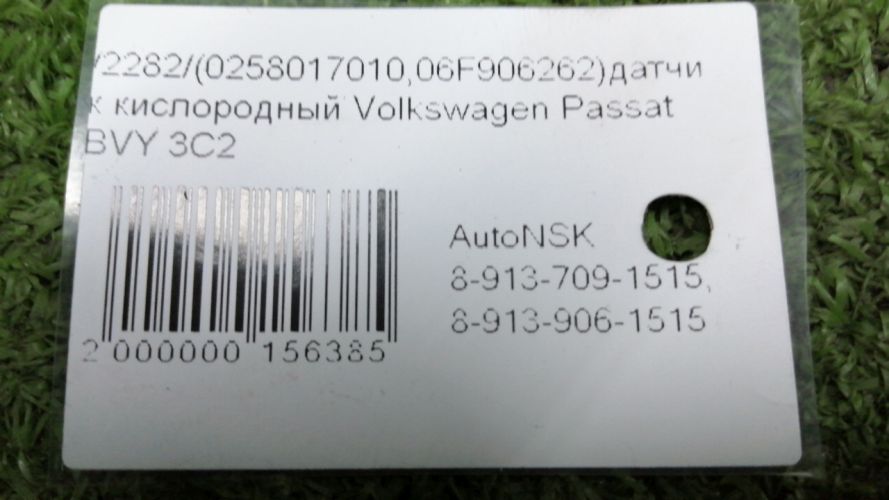 /2282/(0258017010,06F906262)датчи
к кислородный Volkswagen Passat
BVY 3C2
AutoNSK
8-913-709-1515,
8-913-906-1515
2 000000 156385